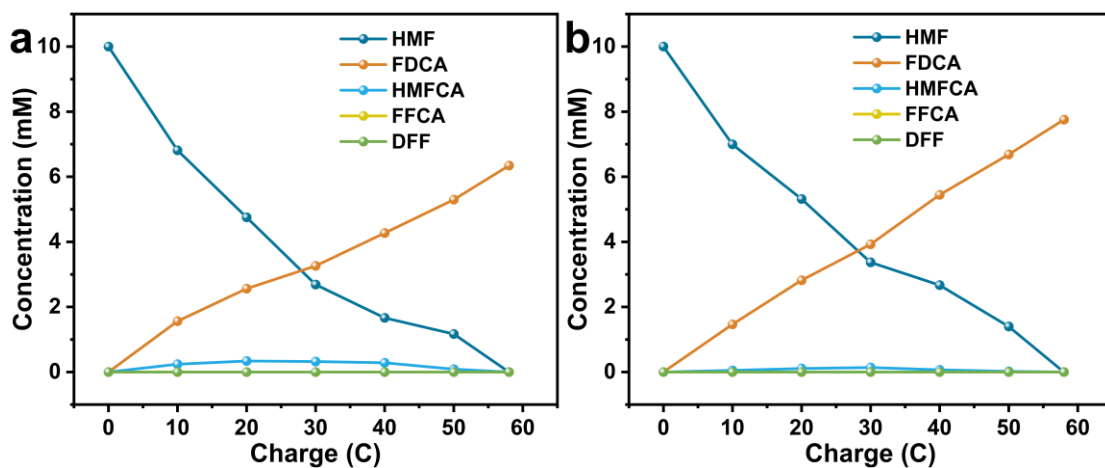 a
HMF
FDCA
HMFCA
FFCA
DFF
Concentration (mM)
10
8
6
4
2
0
0 10 20 30 40 50 60
Charge (C)
b
HMF
FDCA
HMFCA
FFCA
DFF
Concentration (mM)
10
8
6
4
2
0
0 10 20 30 40 50 60
Charge (C)